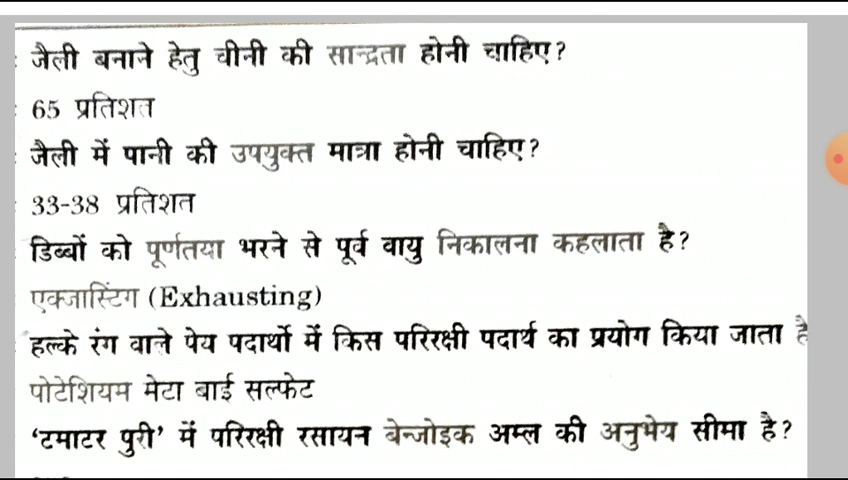 जैली बनाने हेतु चीनी की सान्द्रता होनी चाहिए?
65 प्रतिशत
जैली में पानी की उपयुक्त मात्रा होनी चाहिए?
33-38 प्रतिशत
डिब्बों को पूर्णतया भरने से पूर्व वायु निकालना कहलाता है?
एक्जास्टिंग (Exhausting)
हल्के रंग वाले पेय पदार्थो में किस परिरक्षी पदार्थ का प्रयोग किया जाता है
पोटेशियम मेटा बाई सल्फेट
‘टमाटर पुरी’ में परिरक्षी रसायन बेन्जोइक अम्ल की अनुभेय सीमा है?